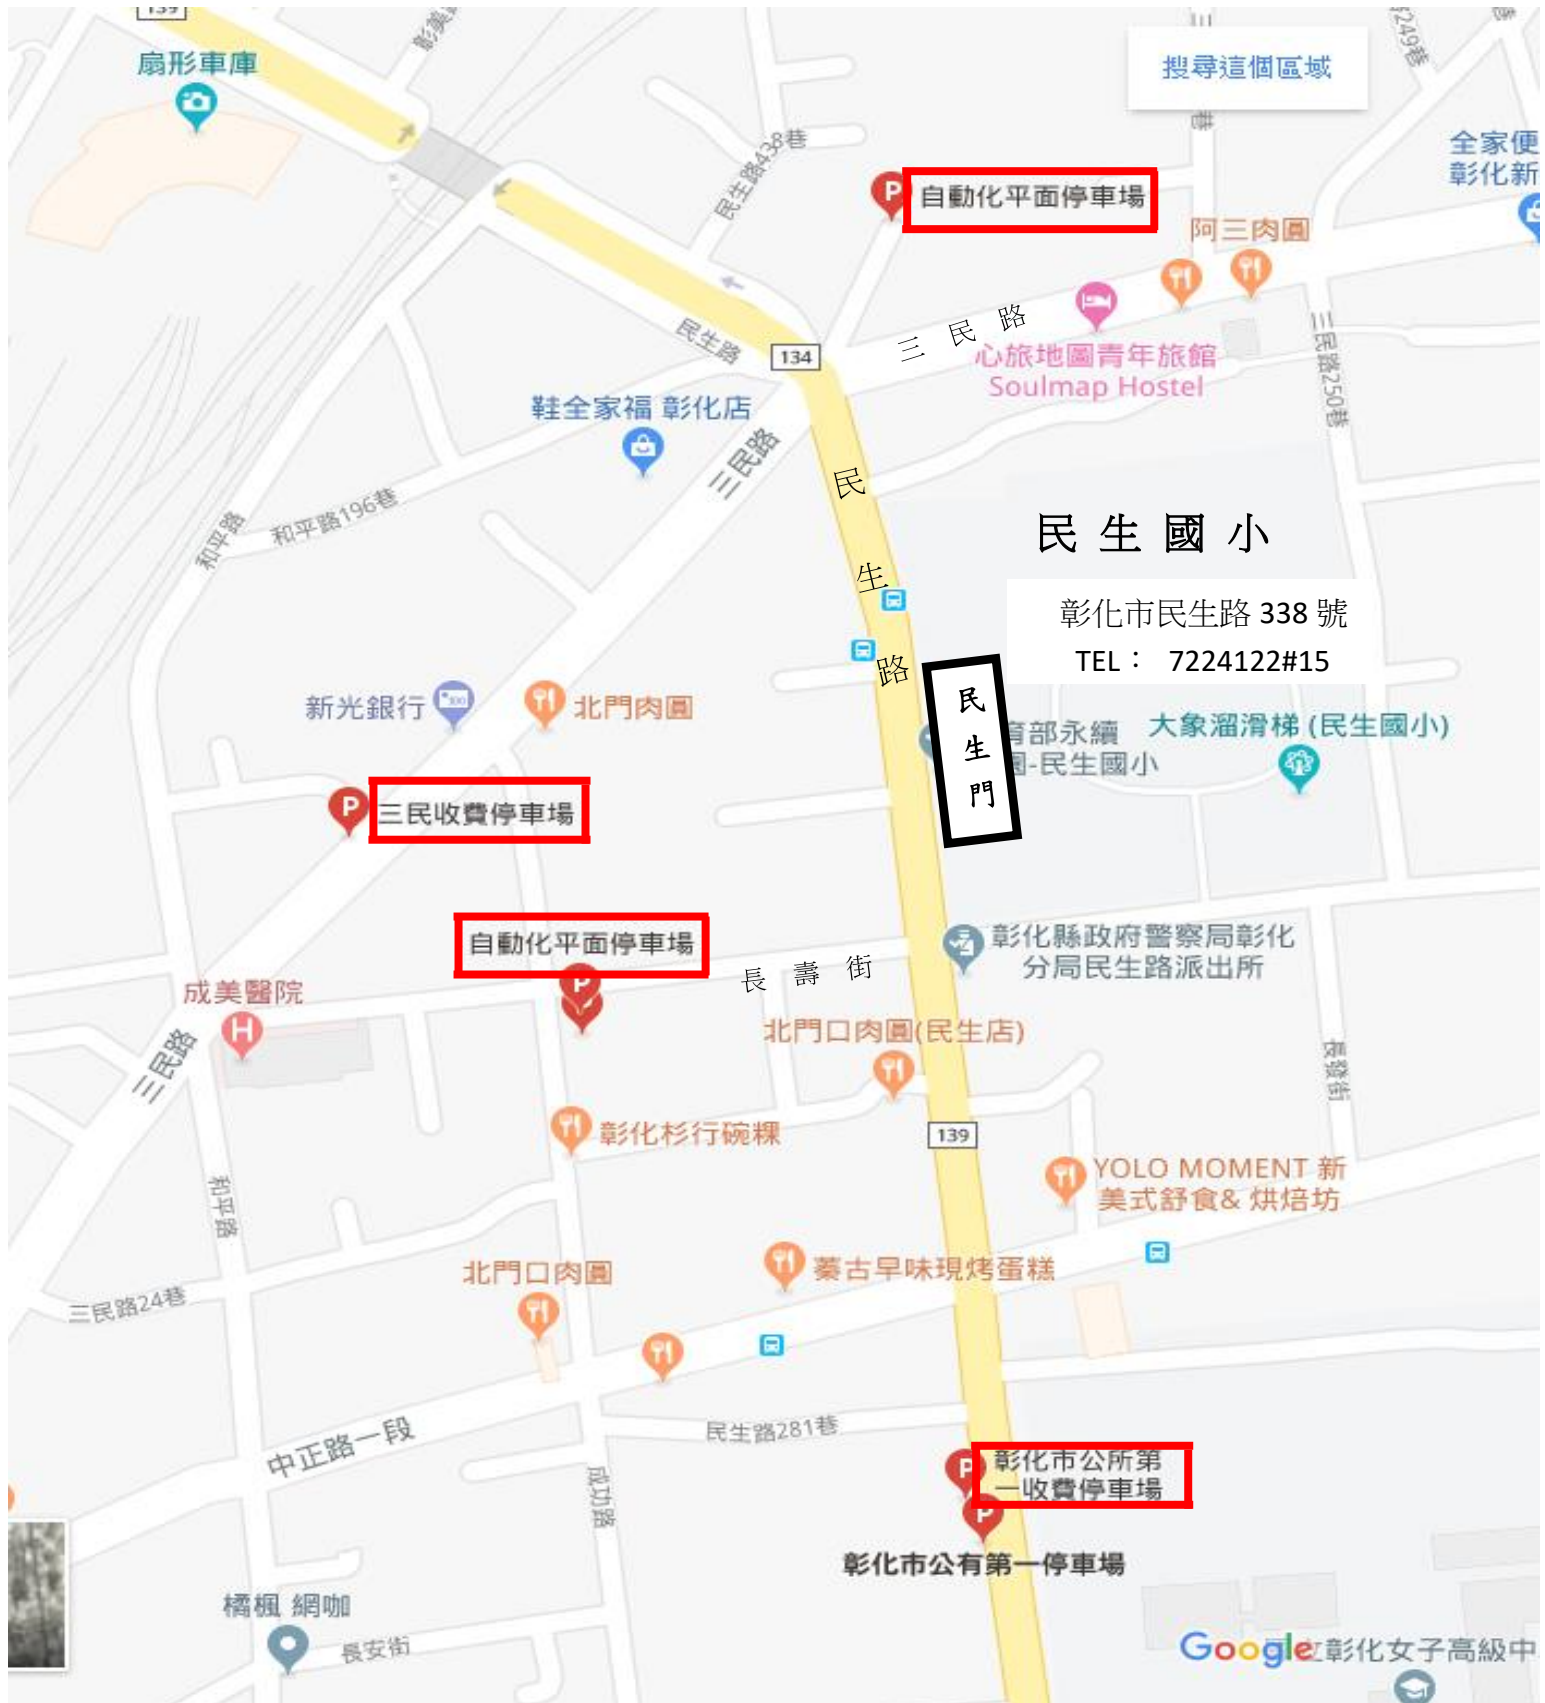 139
扇形車庫
搜尋這個區域
民生路438巷
全家便
彰化新
自動化平面停車場
阿三肉圓
三民路
心旅地圖青年旅館
Soulmap Hostel
三民路250巷
民生路
134
鞋全家福 彰化店
三民路
民生路
和平路
和平路196巷
民生國小
彰化市民生路 338 號
TEL： 7224122#15
民生門
育部永續
園-民生國小
大象溜滑梯 (民生國小)
新光銀行
北門肉圓
三民收費停車場
自動化平面停車場
長壽街
彰化縣政府警察局彰化
分局民生路派出所
成美醫院
三民路
北門口肉圓(民生店)
長發街
彰化杉行碗粿
139
YOLO MOMENT 新
美式舒食& 烘焙坊
和平路
北門口肉圓
蓁古早味現烤蛋糕
三民路24巷
中正路一段
民生路281巷
成功路
彰化市公所第
一收費停車場
彰化市公有第一停車場
橘楓 網咖
長安街
Google
彰化女子高級中